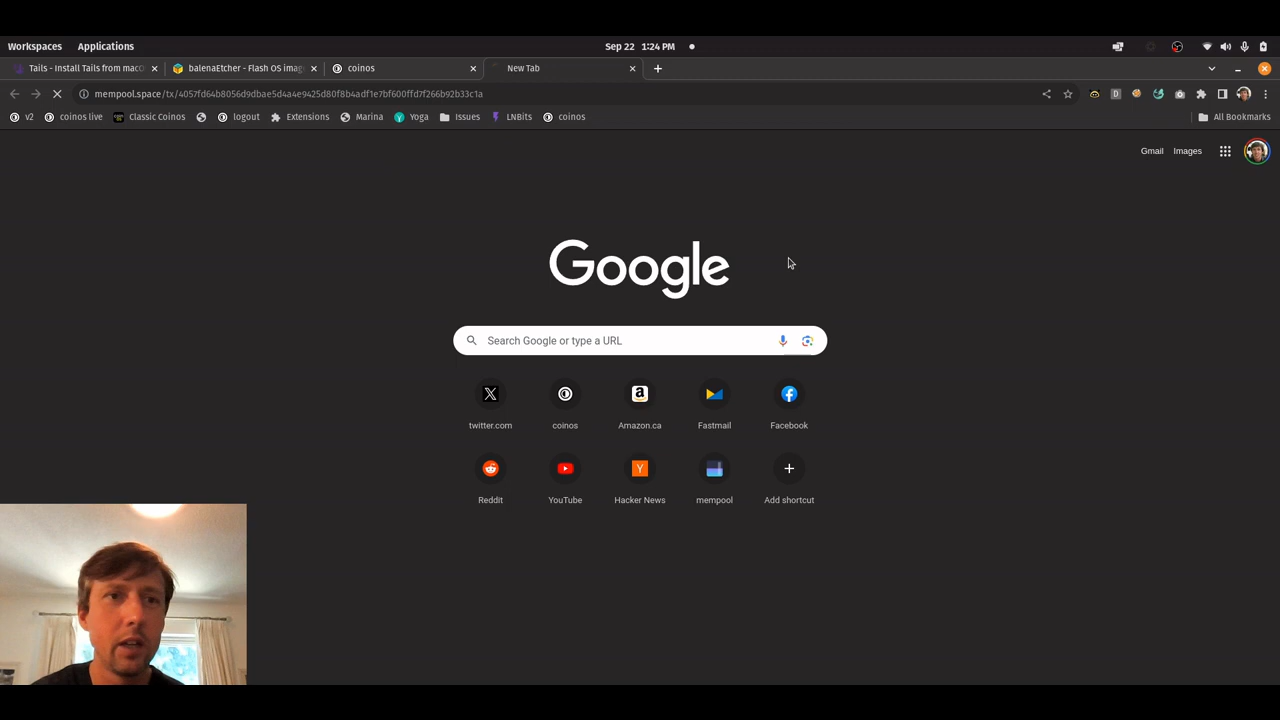 Workspaces Applications Sep 22 1:24 PM
Tails - Install Tails from macO balenaEtcher - Flash OS imag coinos New Tab
mempool.space/tx/4057fd64b8056d9dbae5d4a4e9425d80f8b4adf1e7bf600ffd7f266b92b33c1a
v2 coinos live Classic Coinos logout Extensions Marina Yoga Issues LNBits coinos All Bookmarks
Gmail Images
Google
Search Google or type a URL
twitter.com coinos Amazon.ca Fastmail Facebook
Reddit YouTube Hacker News mempool Add shortcut